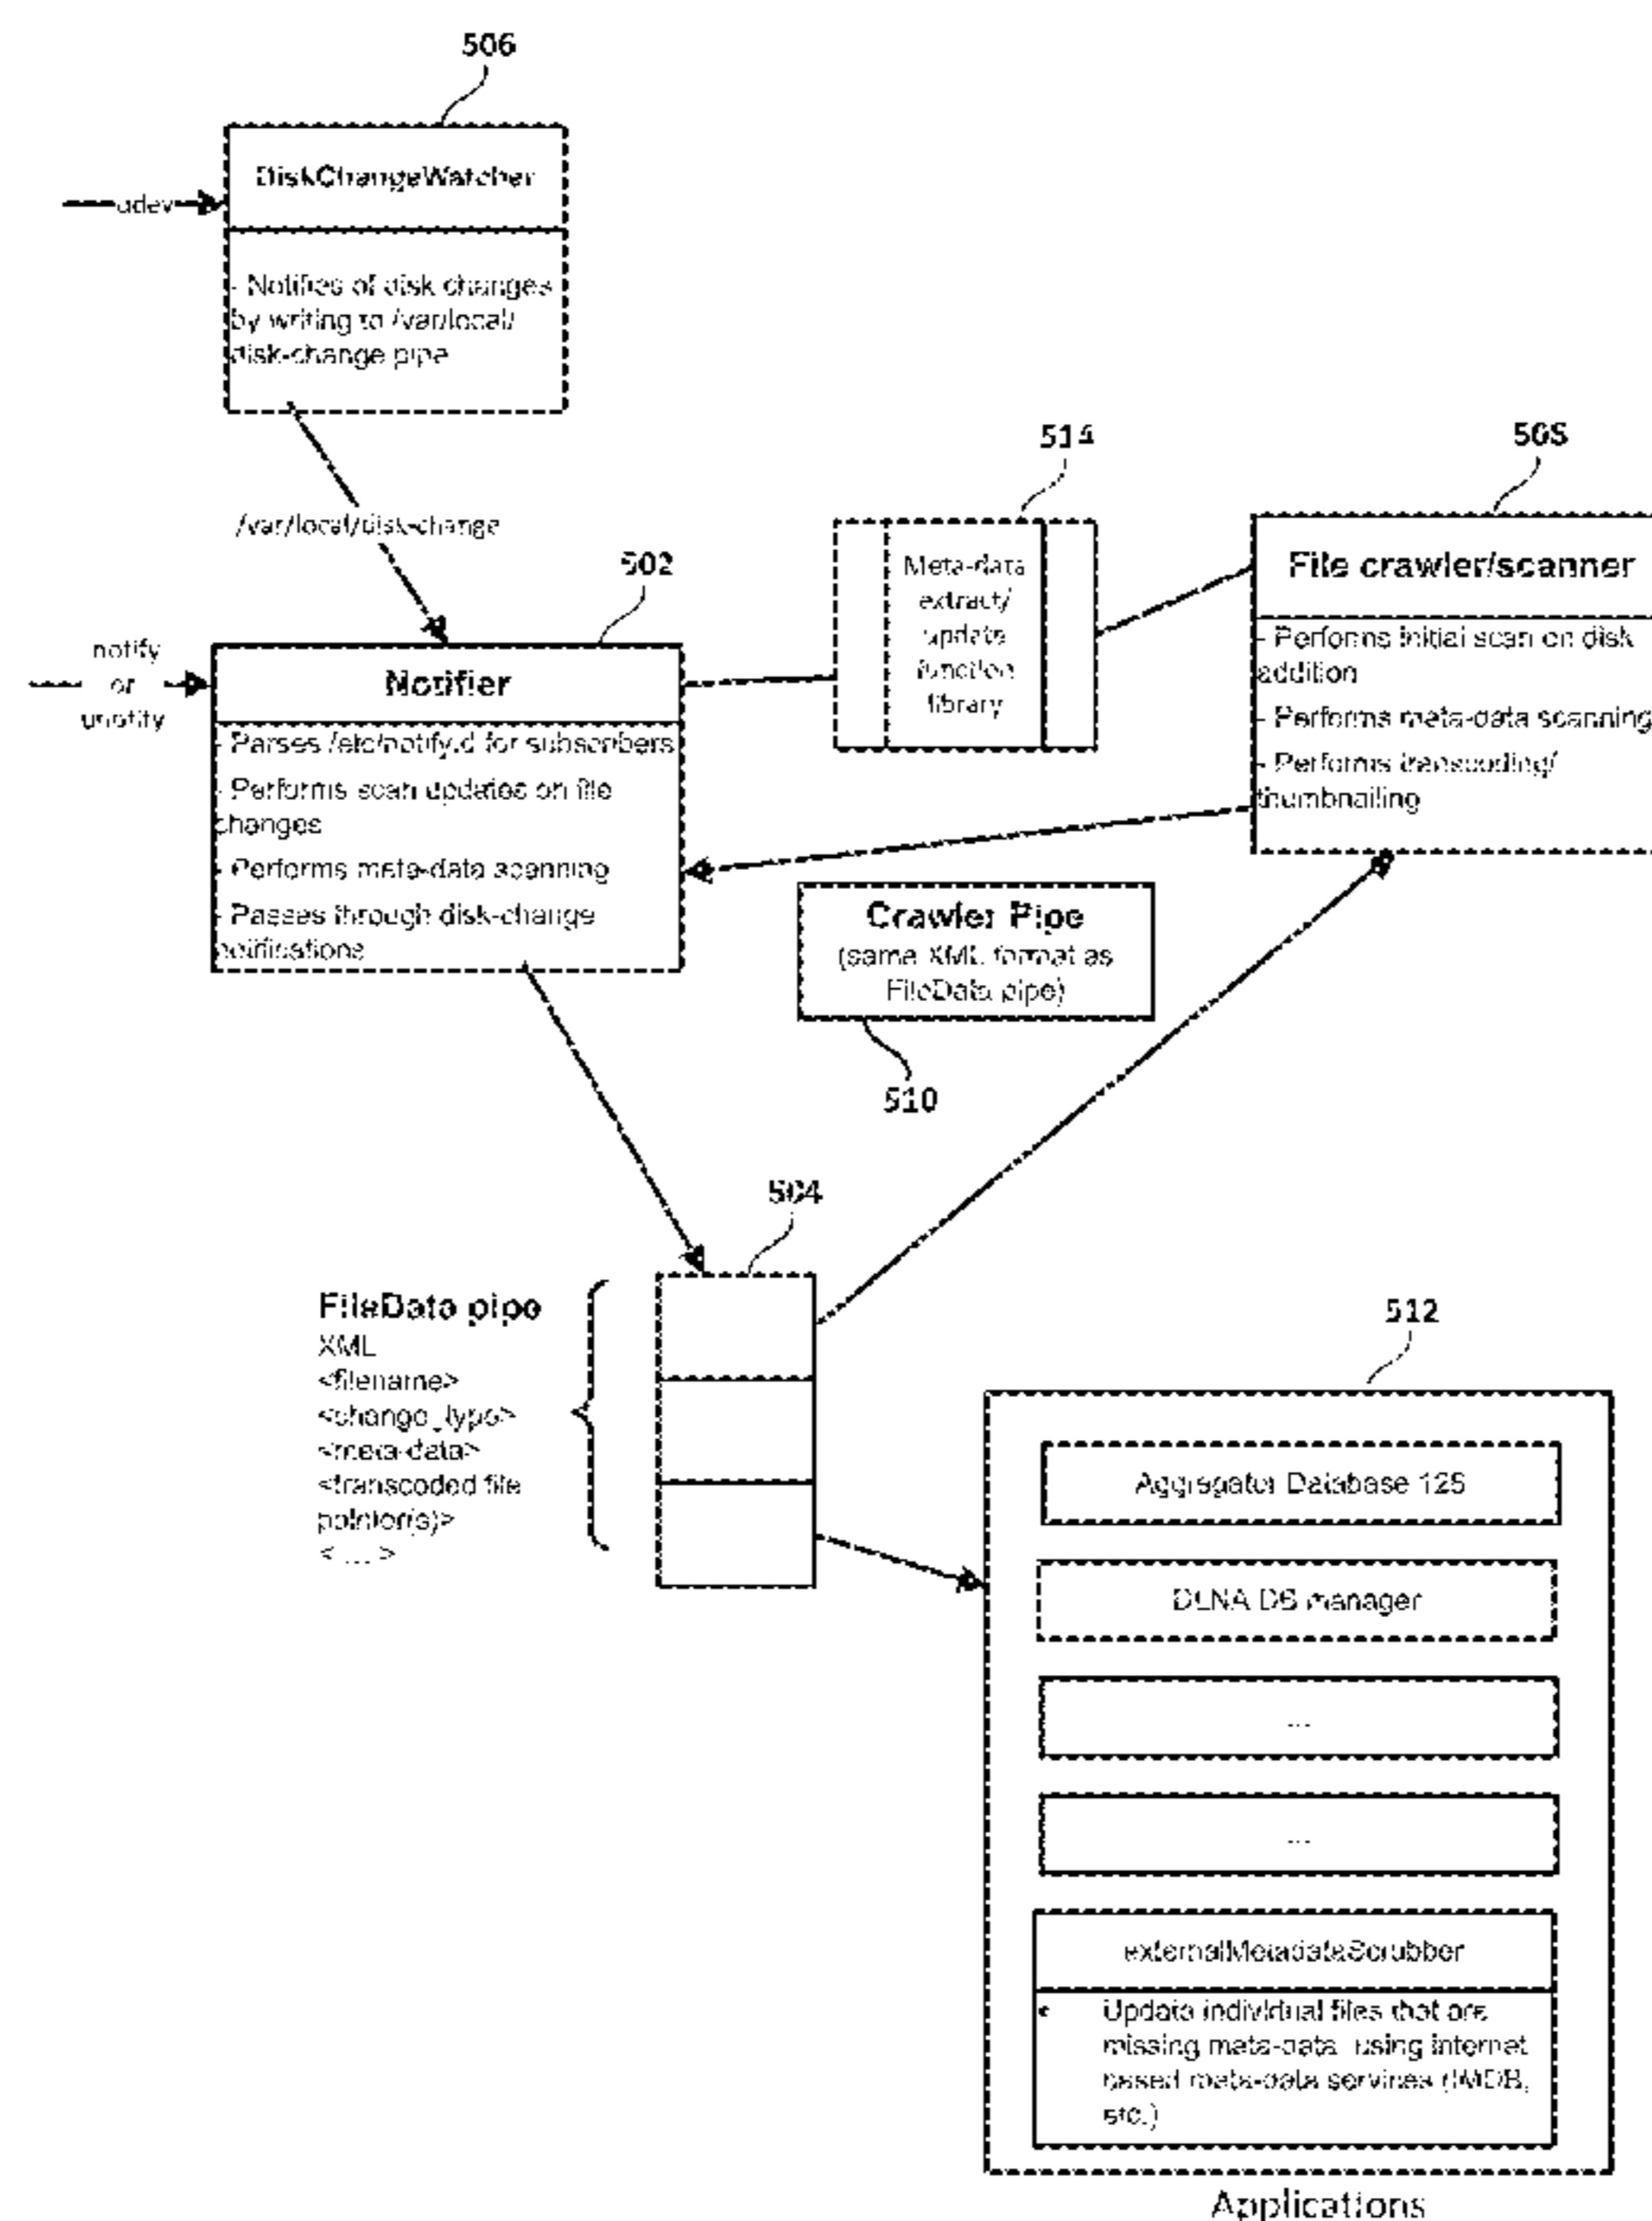 506
DiskChangeWatcher
udev
- Notifies of disk changes
by writing to /var/local/
disk-change pipe
/var/local/disk-change
514
508
502
Meta-data
extract/
update
function
library
File crawler/scanner
- Performs initial scan on disk
addition
- Performs meta-data scanning
- Performs transcoding/
thumbnailing
notify
or
unotify
Notifier
- Parses /etc/notify.d for subscribers
- Performs scan updates on file
changes
- Performs meta-data scanning
- Passes through disk-change
notifications
Crawler Pipe
(same XML format as
FileData pipe)
510
504
FileData pipe
XML
<filename>
<change_type>
<meta-data>
<transcoded file
pointer(s)>
< ... >
512
Aggregator Database 128
DLNA DB manager
...
...
externalMetadataScrubber
• Update individual files that are
missing meta-data using internet
based meta-data services (IMDB,
etc.)
Applications